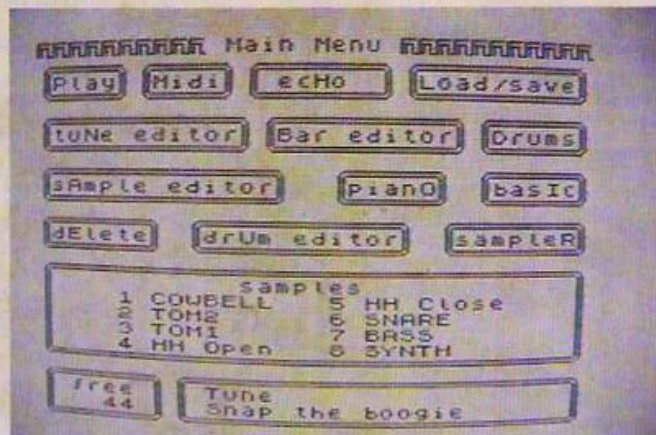 Main Menu
Play Midi ecHo Load/save
tuNe editor Bar editor Drums
sAmple editor pianO basIc
dElete drUm editor sampleR
Samples
1 COWBELL 5 HH Close
2 TOM2 6 SNARE
3 TOM1 7 BASS
4 HH Open 8 SYNTH
free Tune
44 Snap the boogie